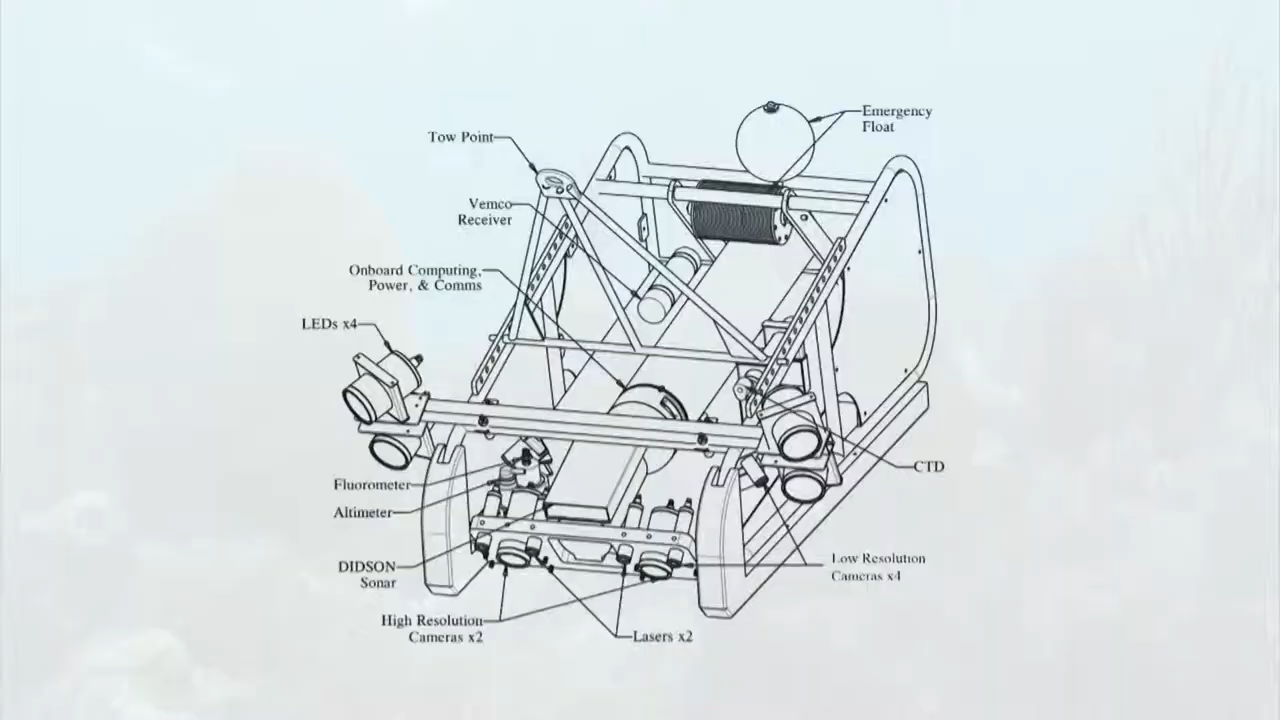 Emergency
Float
Tow Point
Vemco
Receiver
Onboard Computing,
Power, & Comms
LEDs x4
CTD
Fluorometer
Altimeter
DIDSON
Sonar
Low Resolution
Cameras x4
High Resolution
Cameras x2
Lasers x2